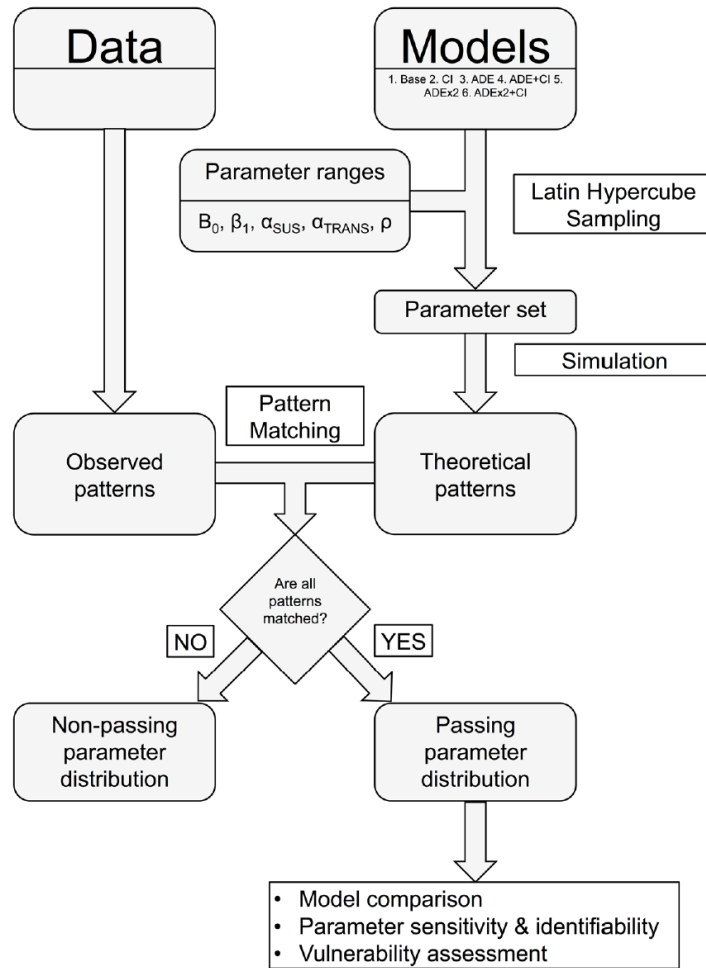 Data
Models
1. Base 2. CI 3. ADE 4. ADE+CI 5.
ADEx2 6. ADEx2+CI
Parameter ranges
B₀, β₁, α_SUS, α_TRANS, ρ
Latin Hypercube
Sampling
Parameter set
Simulation
Pattern
Matching
Observed
patterns
Theoretical
patterns
Are all
patterns
matched?
NO
YES
Non-passing
parameter
distribution
Passing
parameter
distribution
• Model comparison
• Parameter sensitivity & identifiability
• Vulnerability assessment